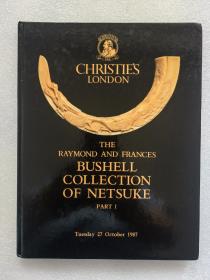 CHRISTIE'S
LONDON
THE
RAYMOND AND FRANCES
BUSHELL
COLLECTION
OF NETSUKE
PART I
Tuesday 27 October 1987